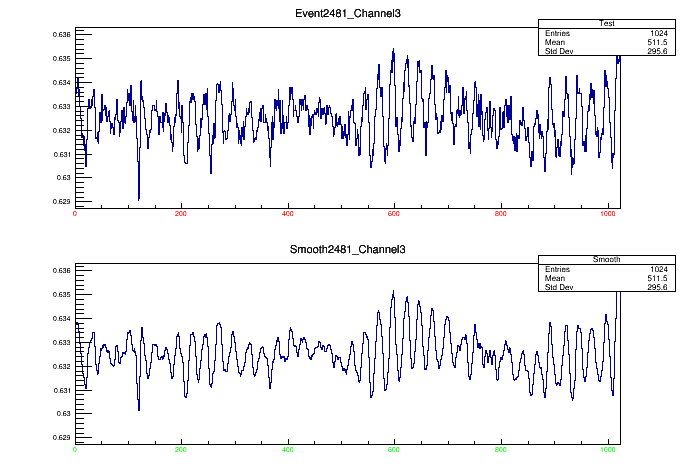 Event2481_Channel3
Test
Entries 1024
Mean 511.5
Std Dev 295.6
0.636
0.635
0.634
0.633
0.632
0.631
0.63
0.629
0 200 400 600 800 1000
Smooth2481_Channel3
Smooth
Entries 1024
Mean 511.5
Std Dev 295.6
0.636
0.635
0.634
0.633
0.632
0.631
0.63
0.629
0 200 400 600 800 1000